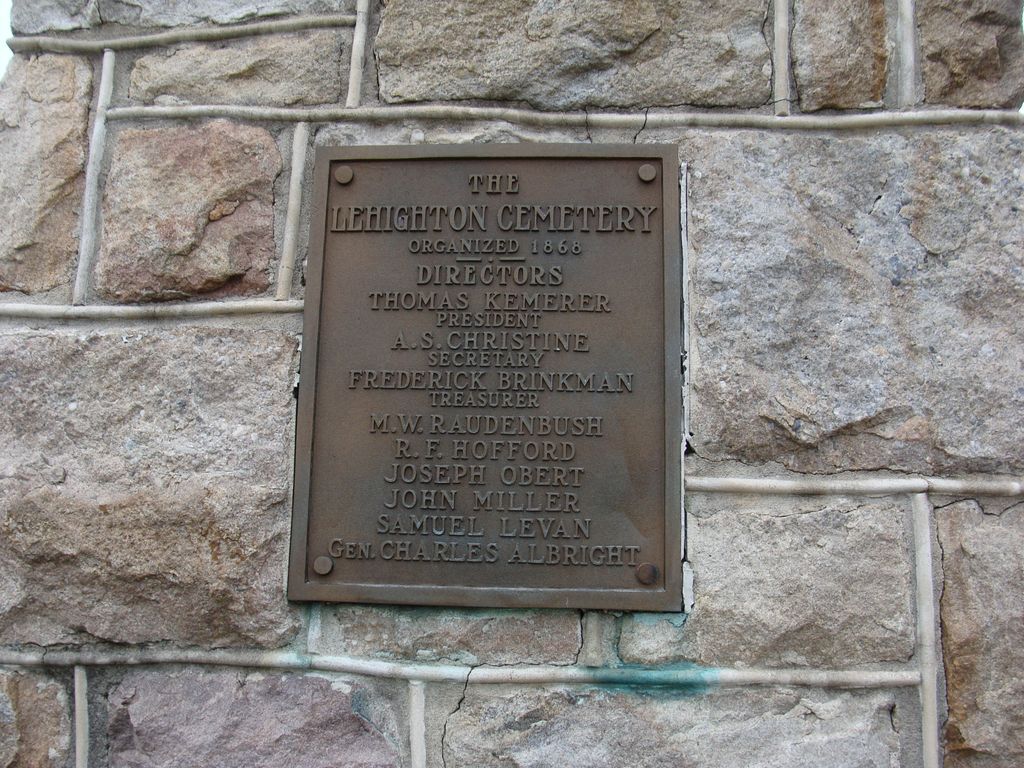 THE
LEHIGHTON CEMETERY
ORGANIZED 1868
DIRECTORS
THOMAS KEMERER
PRESIDENT
A.S. CHRISTINE
SECRETARY
FREDERICK BRINKMAN
TREASURER
M.W. RAUDENBUSH
R. F. HOFFORD
JOSEPH OBERT
JOHN MILLER
SAMUEL LEVAN
GEN. CHARLES ALBRIGHT